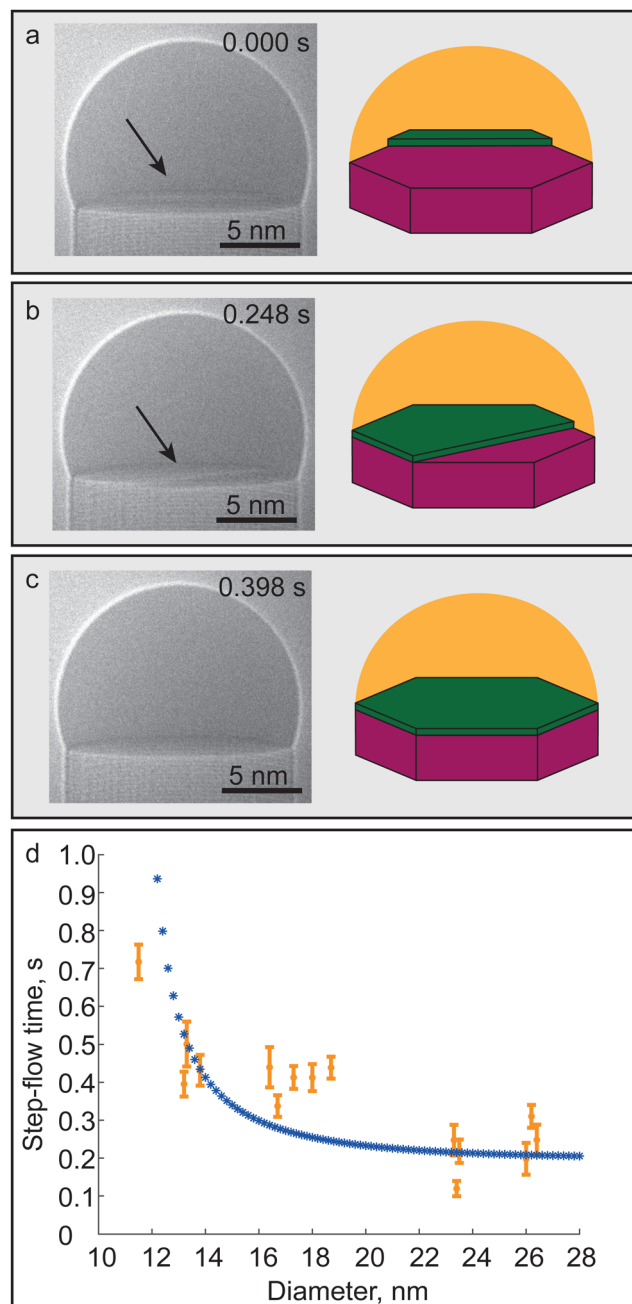 a
0.000 s
5 nm
b
0.248 s
5 nm
c
0.398 s
5 nm
d
1.0
0.9
0.8
0.7
0.6
0.5
0.4
0.3
0.2
0.1
0
Step-flow time, s
10 12 14 16 18 20 22 24 26 28
Diameter, nm